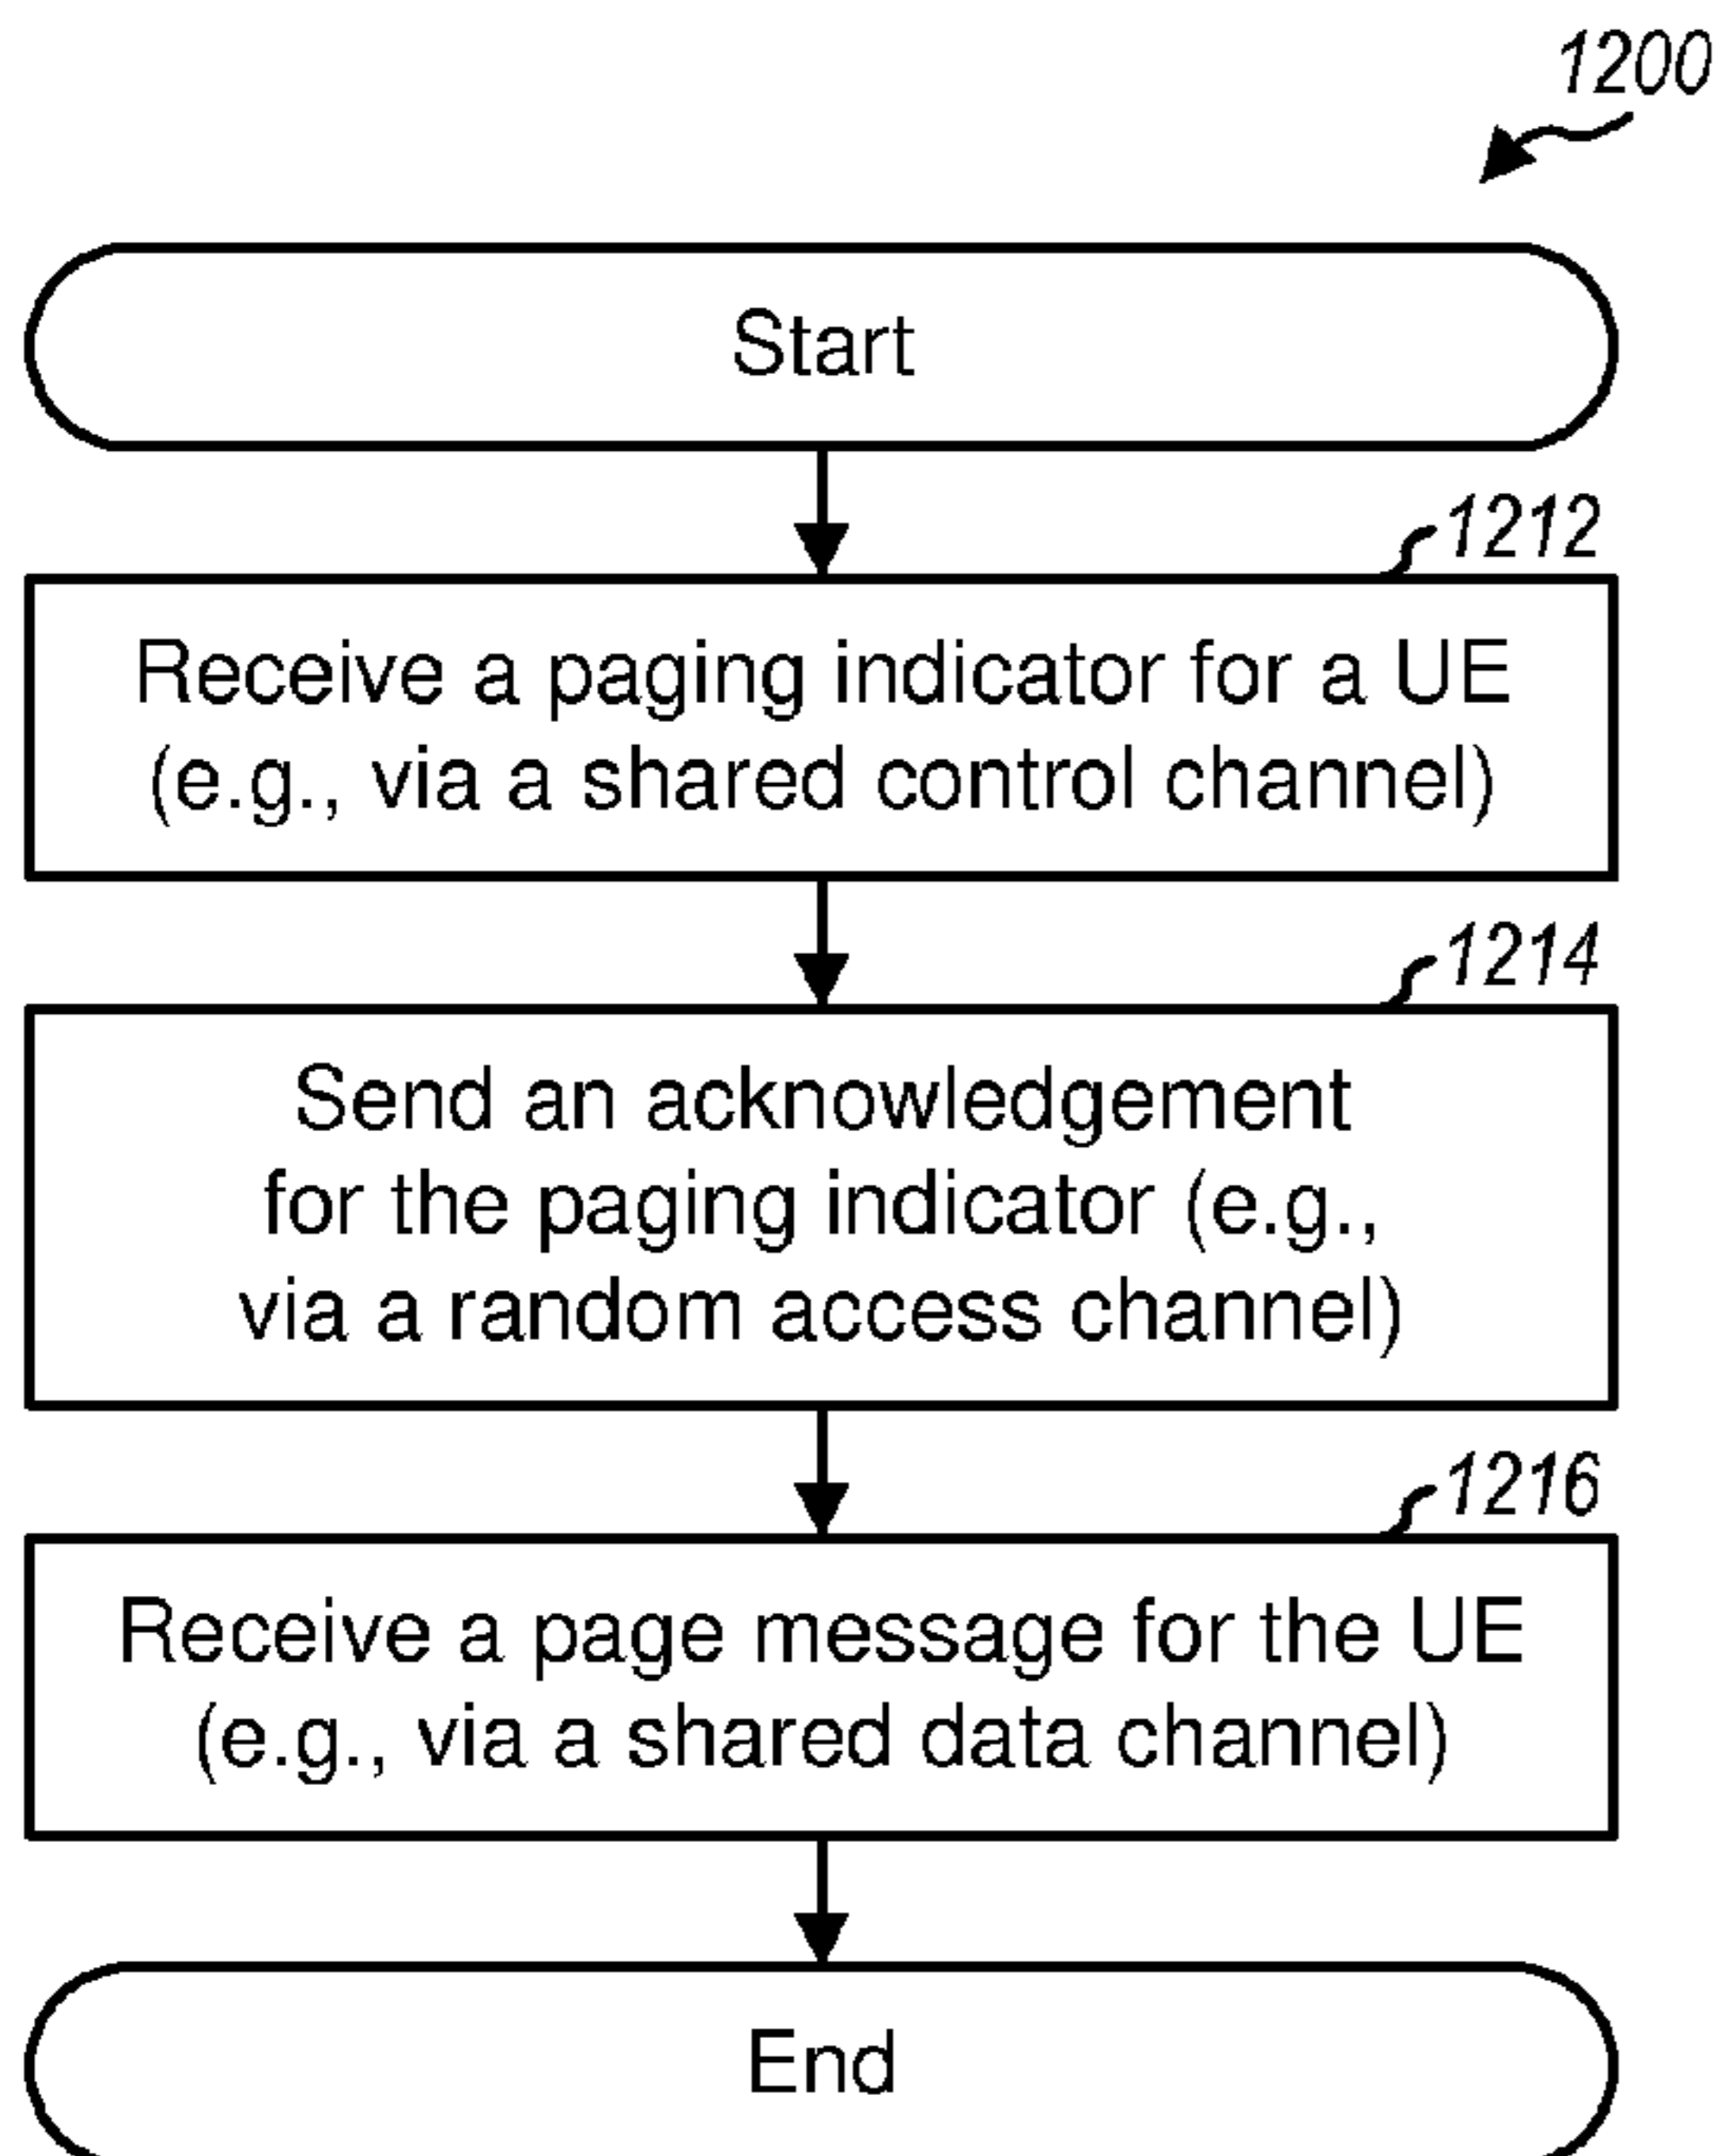 1200
Start
1212
Receive a paging indicator for a UE
(e.g., via a shared control channel)
1214
Send an acknowledgement
for the paging indicator (e.g.,
via a random access channel)
1216
Receive a page message for the UE
(e.g., via a shared data channel)
End